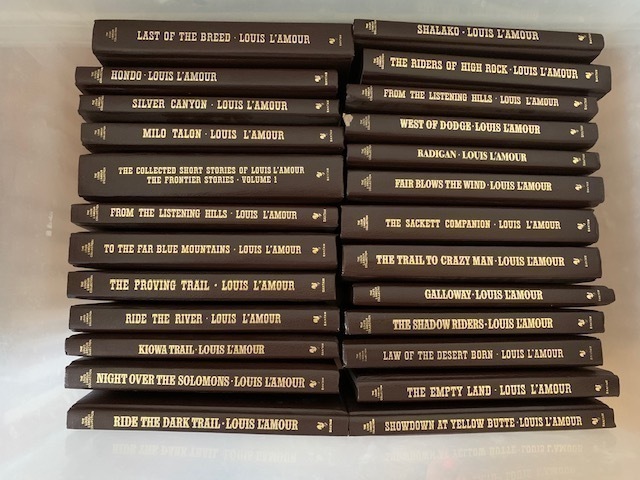 LAST OF THE BREED · LOUIS L'AMOUR
HONDO · LOUIS L'AMOUR
SILVER CANYON · LOUIS L'AMOUR
MILO TALON · LOUIS L'AMOUR
THE COLLECTED SHORT STORIES OF LOUIS L'AMOUR
THE FRONTIER STORIES · VOLUME 1
FROM THE LISTENING HILLS · LOUIS L'AMOUR
TO THE FAR BLUE MOUNTAINS · LOUIS L'AMOUR
THE PROVING TRAIL · LOUIS L'AMOUR
RIDE THE RIVER · LOUIS L'AMOUR
KIOWA TRAIL · LOUIS L'AMOUR
NIGHT OVER THE SOLOMONS · LOUIS L'AMOUR
RIDE THE DARK TRAIL · LOUIS L'AMOUR
SHALAKO · LOUIS L'AMOUR
THE RIDERS OF HIGH ROCK · LOUIS L'AMOUR
FROM THE LISTENING HILLS · LOUIS L'AMOUR
WEST OF DODGE · LOUIS L'AMOUR
RADIGAN · LOUIS L'AMOUR
FAIR BLOWS THE WIND · LOUIS L'AMOUR
THE SACKETT COMPANION · LOUIS L'AMOUR
THE TRAIL TO CRAZY MAN · LOUIS L'AMOUR
GALLOWAY · LOUIS L'AMOUR
THE SHADOW RIDERS · LOUIS L'AMOUR
LAW OF THE DESERT BORN · LOUIS L'AMOUR
THE EMPTY LAND · LOUIS L'AMOUR
SHOWDOWN AT YELLOW BUTTE · LOUIS L'AMOUR